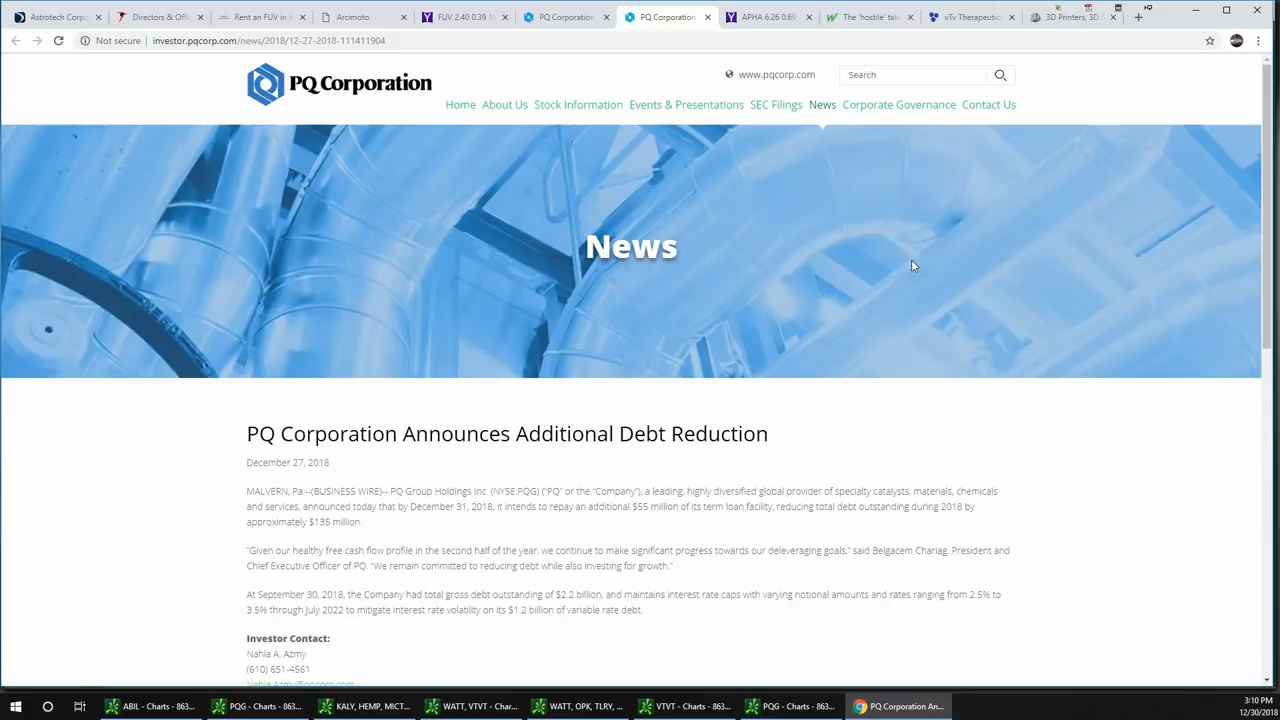 Astrotech Corp
Directors & Offi
Rent an FUV in
Arcimoto
FUV 2.40 0.39 1
PQ Corporation
PQ Corporation
APHA 6.26 0.69
The 'hostile' tak
vTv Therapeutic
3D Printers, 3D S
Not secure
investor.pqcorp.com/news/2018/12-27-2018-111411904
PQ Corporation
www.pqcorp.com
Search
Home About Us Stock Information Events & Presentations SEC Filings News Corporate Governance Contact Us
News
PQ Corporation Announces Additional Debt Reduction
December 27, 2018
MALVERN, Pa.--(BUSINESS WIRE)-- PQ Group Holdings Inc. (NYSE:PQG) ("PQ" or the "Company"), a leading, highly diversified global provider of specialty catalysts, materials, chemicals
and services, announced today that by December 31, 2018, it intends to repay an additional $55 million of its term loan facility, reducing total debt outstanding during 2018 by
approximately $135 million.
"Given our healthy free cash flow profile in the second half of the year, we continue to make significant progress towards our deleveraging goals," said Belgacem Chariag, President and
Chief Executive Officer of PQ. "We remain committed to reducing debt while also investing for growth."
At September 30, 2018, the Company had total gross debt outstanding of $2.2 billion, and maintains interest rate caps with varying notional amounts and rates ranging from 2.5% to
3.5% through July 2022 to mitigate interest rate volatility on its $1.2 billion of variable rate debt.
Investor Contact:
Nahla A. Azmy
(610) 651-4561
Nahla.Azmy@pqcorp.com
ABIL - Charts - 863...
PQG - Charts - 863...
KALY, HEMP, MICT...
WATT, VTVT - Char...
WATT, OPK, TLRY, ...
VTVT - Charts - 863...
PQG - Charts - 863...
PQ Corporation An...
3:10 PM
12/30/2018